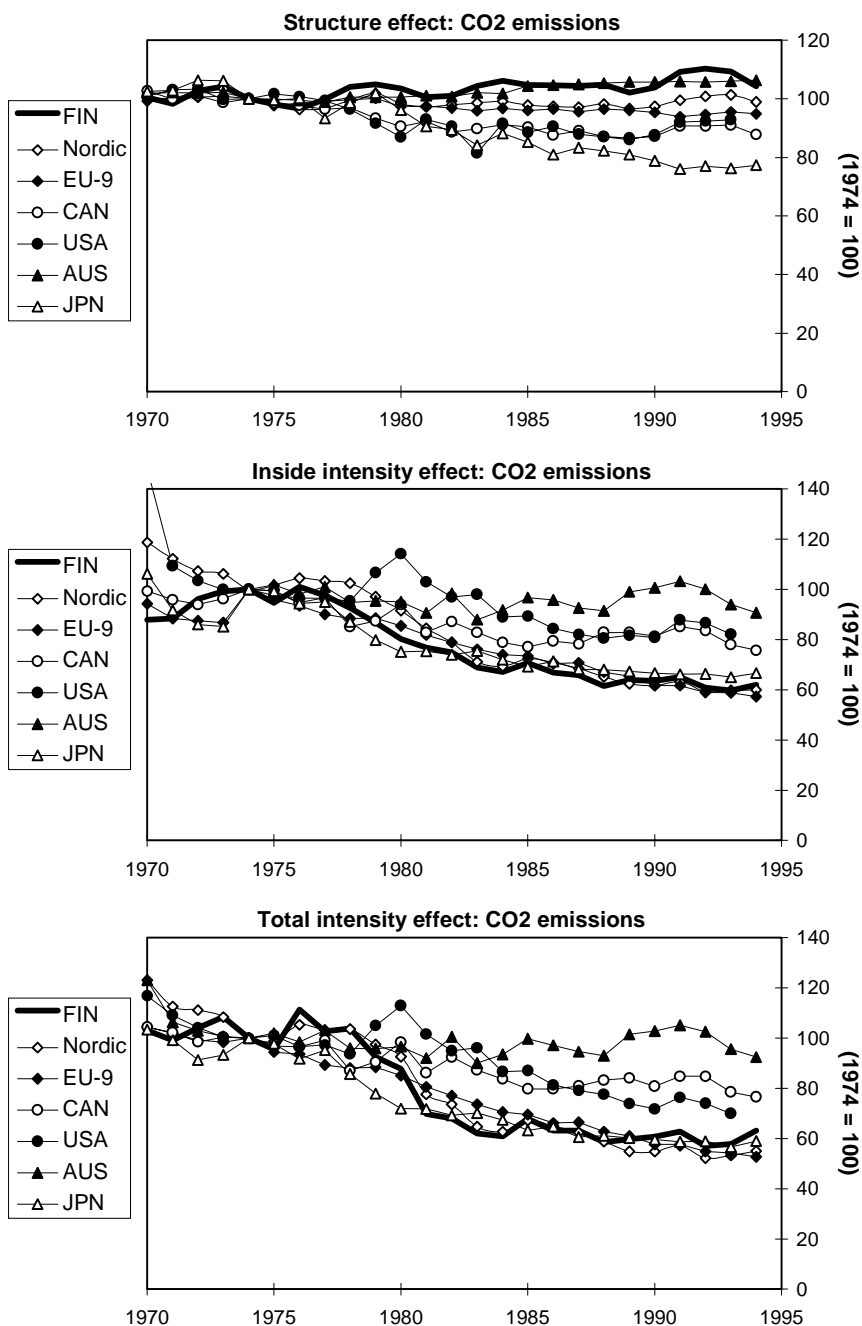 Structure effect: CO2 emissions
FIN
Nordic
EU-9
CAN
USA
AUS
JPN
120
100
80
60
40
20
0
(1974 = 100)
1970 1975 1980 1985 1990 1995
Inside intensity effect: CO2 emissions
FIN
Nordic
EU-9
CAN
USA
AUS
JPN
140
120
100
80
60
40
20
0
(1974 = 100)
1970 1975 1980 1985 1990 1995
Total intensity effect: CO2 emissions
FIN
Nordic
EU-9
CAN
USA
AUS
JPN
140
120
100
80
60
40
20
0
(1974 = 100)
1970 1975 1980 1985 1990 1995